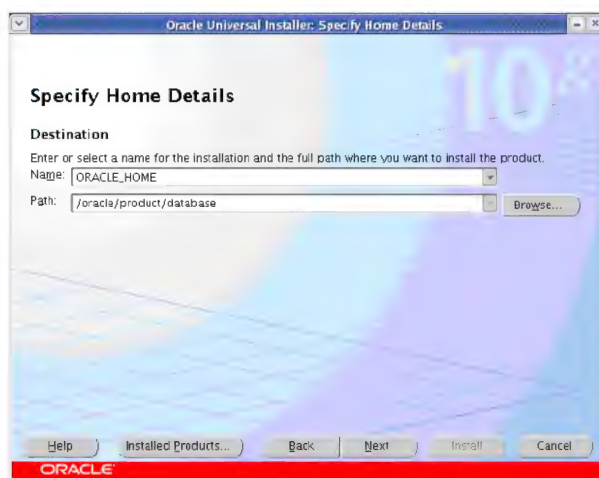 Oracle Universal Installer: Specify Home Details
10g
Specify Home Details
Destination
Enter or select a name for the installation and the full path where you want to install the product.
Name: ORACLE_HOME
Path: /oracle/product/database Browse...
Help Installed Products... Back Next Install Cancel
ORACLE